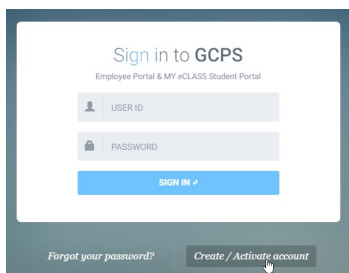 Sign in to GCPS
Employee Portal & MY eCLASS Student Portal
USER ID
PASSWORD
SIGN IN
Forgot your password? Create / Activate account